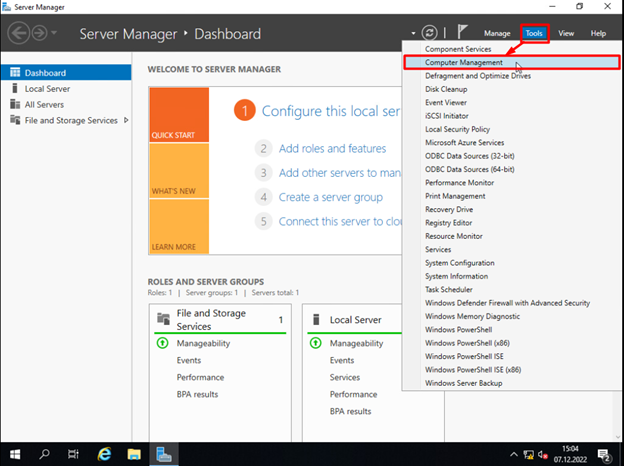 Server Manager
Server Manager ‣ Dashboard
Manage
Tools
View
Help
Dashboard
Local Server
All Servers
File and Storage Services
WELCOME TO SERVER MANAGER
QUICK START
WHAT'S NEW
LEARN MORE
1 Configure this local ser
2 Add roles and features
3 Add other servers to man
4 Create a server group
5 Connect this server to clou
ROLES AND SERVER GROUPS
Roles: 1 | Server groups: 1 | Servers total: 1
File and Storage Services 1
Manageability
Events
Performance
BPA results
Local Server
Manageability
Events
Services
Performance
BPA results
Component Services
Computer Management
Defragment and Optimize Drives
Disk Cleanup
Event Viewer
iSCSI Initiator
Local Security Policy
Microsoft Azure Services
ODBC Data Sources (32-bit)
ODBC Data Sources (64-bit)
Performance Monitor
Print Management
Recovery Drive
Registry Editor
Resource Monitor
Services
System Configuration
System Information
Task Scheduler
Windows Defender Firewall with Advanced Security
Windows Memory Diagnostic
Windows PowerShell
Windows PowerShell (x86)
Windows PowerShell ISE
Windows PowerShell ISE (x86)
Windows Server Backup
15:04
07.12.2022